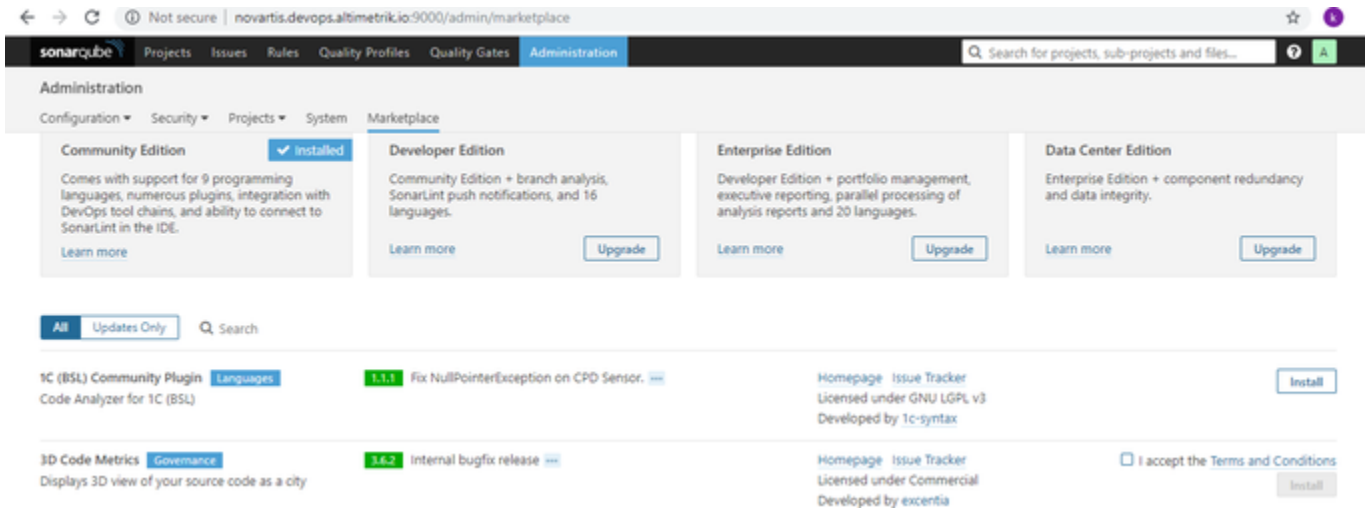 Not secure | novartis.devops.altimetrik.io:9000/admin/marketplace
k
sonarqube Projects Issues Rules Quality Profiles Quality Gates Administration Search for projects, sub-projects and files... ? A
Administration
Configuration Security Projects System Marketplace
Community Edition Installed
Comes with support for 9 programming
languages, numerous plugins, integration with
DevOps tool chains, and ability to connect to
SonarLint in the IDE.
Learn more
Developer Edition
Community Edition + branch analysis,
SonarLint push notifications, and 16
languages.
Learn more Upgrade
Enterprise Edition
Developer Edition + portfolio management,
executive reporting, parallel processing of
analysis reports and 20 languages.
Learn more Upgrade
Data Center Edition
Enterprise Edition + component redundancy
and data integrity.
Learn more Upgrade
All Updates Only Search
1C (BSL) Community Plugin Languages 1.1.1 Fix NullPointerException on CPD Sensor. ... Homepage Issue Tracker Install
Code Analyzer for 1C (BSL) Licensed under GNU LGPL v3
Developed by 1c-syntax
3D Code Metrics Governance 3.6.2 Internal bugfix release ... Homepage Issue Tracker I accept the Terms and Conditions
Displays 3D view of your source code as a city Licensed under Commercial Install
Developed by excentia